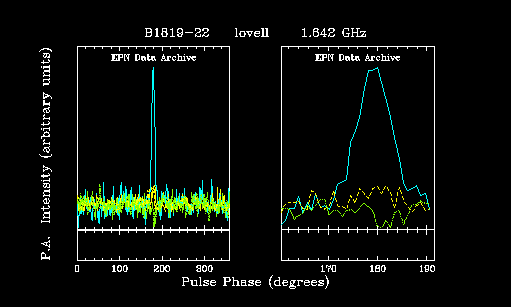 B1819-22 lovell 1.642 GHz
EPN Data Archive EPN Data Archive
P.A. Intensity (arbitrary units)
0 100 200 300 170 180 190
Pulse Phase (degrees)